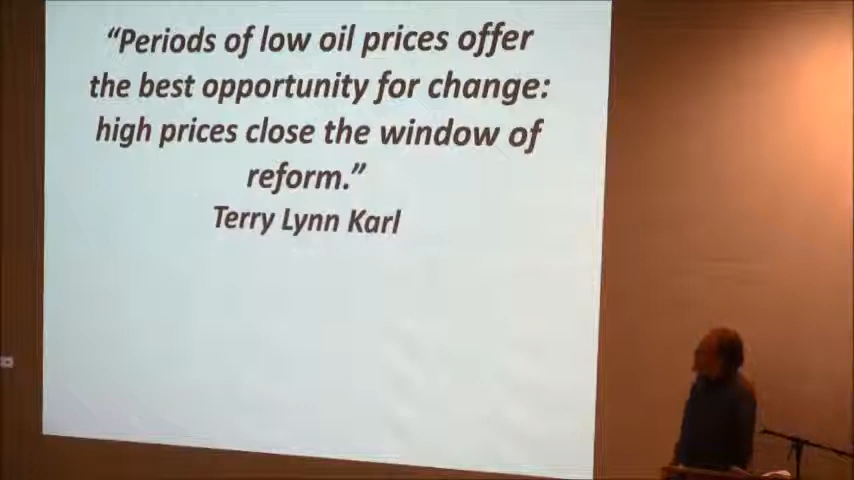 “Periods of low oil prices offer
the best opportunity for change:
high prices close the window of
reform.”
Terry Lynn Karl